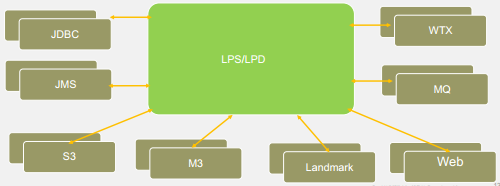 JDBC
LPS/LPD
WTX
JMS
MQ
S3
M3
Landmark
Web